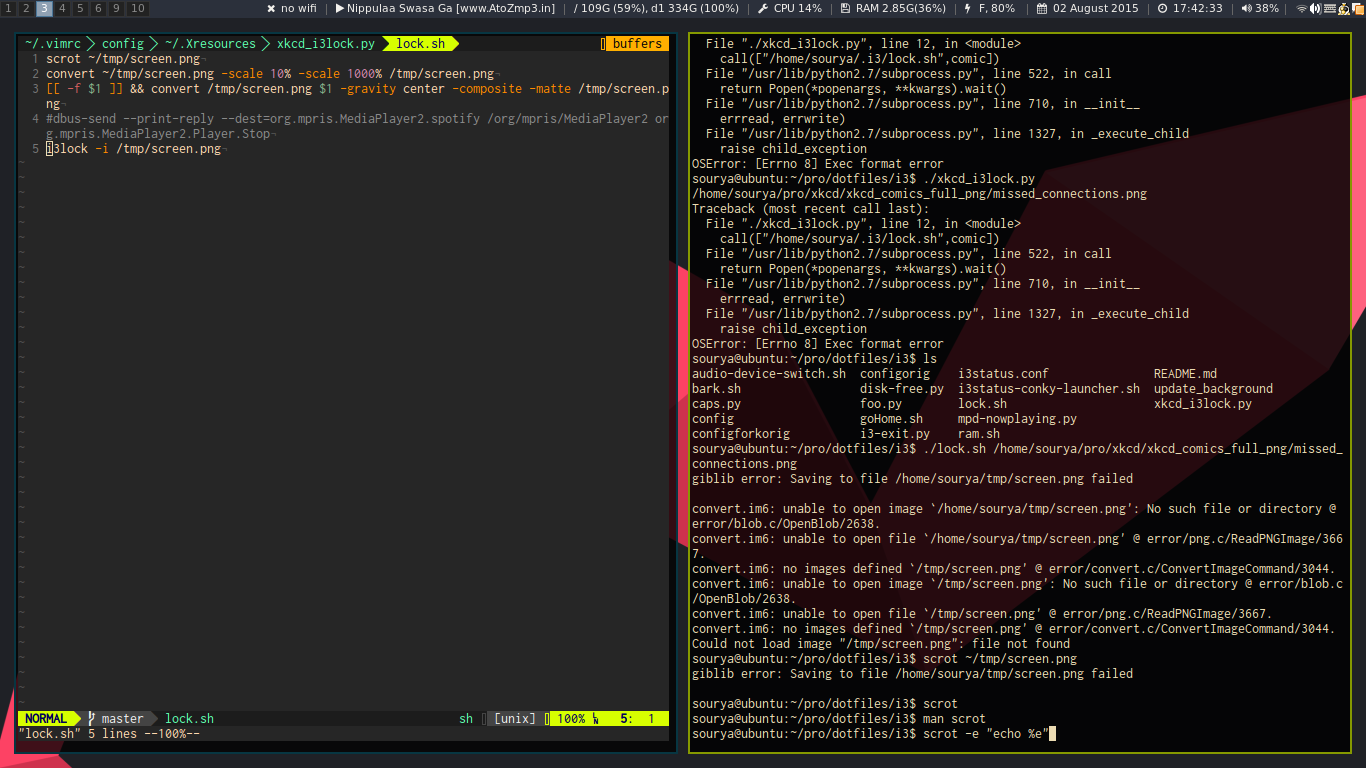 1 2 3 4 5 6 9 10 no wifi | Nippulaa Swasa Ga [www.AtoZmp3.in] | / 109G (59%), d1 334G (100%) | CPU 14% | RAM 2.85G(36%) | F, 80% | 02 August 2015 | 17:42:33 | 38%
~/.vimrc config ~/.Xresources xkcd_i3lock.py lock.sh buffers
1 scrot ~/tmp/screen.png
2 convert ~/tmp/screen.png -scale 10% -scale 1000% /tmp/screen.png
3 [[ -f $1 ]] && convert /tmp/screen.png $1 -gravity center -composite -matte /tmp/screen.p
ng
4 #dbus-send --print-reply --dest=org.mpris.MediaPlayer2.spotify /org/mpris/MediaPlayer2 or
g.mpris.MediaPlayer2.Player.Stop
5 i3lock -i /tmp/screen.png
NORMAL master lock.sh sh [unix] 100% 5: 1
"lock.sh" 5 lines --100%--
File "./xkcd_i3lock.py", line 12, in <module>
call(["/home/sourya/.i3/lock.sh",comic])
File "/usr/lib/python2.7/subprocess.py", line 522, in call
return Popen(*popenargs, **kwargs).wait()
File "/usr/lib/python2.7/subprocess.py", line 710, in __init__
errread, errwrite)
File "/usr/lib/python2.7/subprocess.py", line 1327, in _execute_child
raise child_exception
OSError: [Errno 8] Exec format error
sourya@ubuntu:~/pro/dotfiles/i3$ ./xkcd_i3lock.py
/home/sourya/pro/xkcd/xkcd_comics_full_png/missed_connections.png
Traceback (most recent call last):
File "./xkcd_i3lock.py", line 12, in <module>
call(["/home/sourya/.i3/lock.sh",comic])
File "/usr/lib/python2.7/subprocess.py", line 522, in call
return Popen(*popenargs, **kwargs).wait()
File "/usr/lib/python2.7/subprocess.py", line 710, in __init__
errread, errwrite)
File "/usr/lib/python2.7/subprocess.py", line 1327, in _execute_child
raise child_exception
OSError: [Errno 8] Exec format error
sourya@ubuntu:~/pro/dotfiles/i3$ ls
audio-device-switch.sh configorig i3status.conf README.md
bark.sh disk-free.py i3status-conky-launcher.sh update_background
caps.py foo.py lock.sh xkcd_i3lock.py
config goHome.sh mpd-nowplaying.py
configforkorig i3-exit.py ram.sh
sourya@ubuntu:~/pro/dotfiles/i3$ ./lock.sh /home/sourya/pro/xkcd/xkcd_comics_full_png/missed_
connections.png
giblib error: Saving to file /home/sourya/tmp/screen.png failed
convert.im6: unable to open image `/home/sourya/tmp/screen.png': No such file or directory @
error/blob.c/OpenBlob/2638.
convert.im6: unable to open file `/home/sourya/tmp/screen.png' @ error/png.c/ReadPNGImage/366
7.
convert.im6: no images defined `/tmp/screen.png' @ error/convert.c/ConvertImageCommand/3044.
convert.im6: unable to open image `/tmp/screen.png': No such file or directory @ error/blob.c
/OpenBlob/2638.
convert.im6: unable to open file `/tmp/screen.png' @ error/png.c/ReadPNGImage/3667.
convert.im6: no images defined `/tmp/screen.png' @ error/convert.c/ConvertImageCommand/3044.
Could not load image "/tmp/screen.png": file not found
sourya@ubuntu:~/pro/dotfiles/i3$ scrot ~/tmp/screen.png
giblib error: Saving to file /home/sourya/tmp/screen.png failed
sourya@ubuntu:~/pro/dotfiles/i3$ scrot
sourya@ubuntu:~/pro/dotfiles/i3$ man scrot
sourya@ubuntu:~/pro/dotfiles/i3$ scrot -e "echo %e"